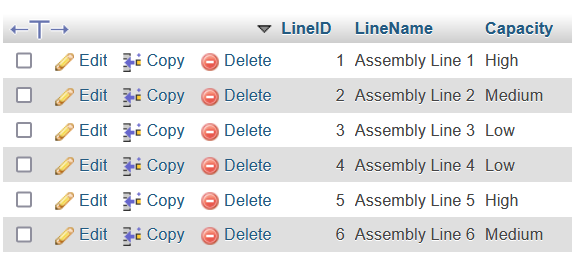 LineID LineName Capacity
Edit Copy Delete 1 Assembly Line 1 High
Edit Copy Delete 2 Assembly Line 2 Medium
Edit Copy Delete 3 Assembly Line 3 Low
Edit Copy Delete 4 Assembly Line 4 Low
Edit Copy Delete 5 Assembly Line 5 High
Edit Copy Delete 6 Assembly Line 6 Medium